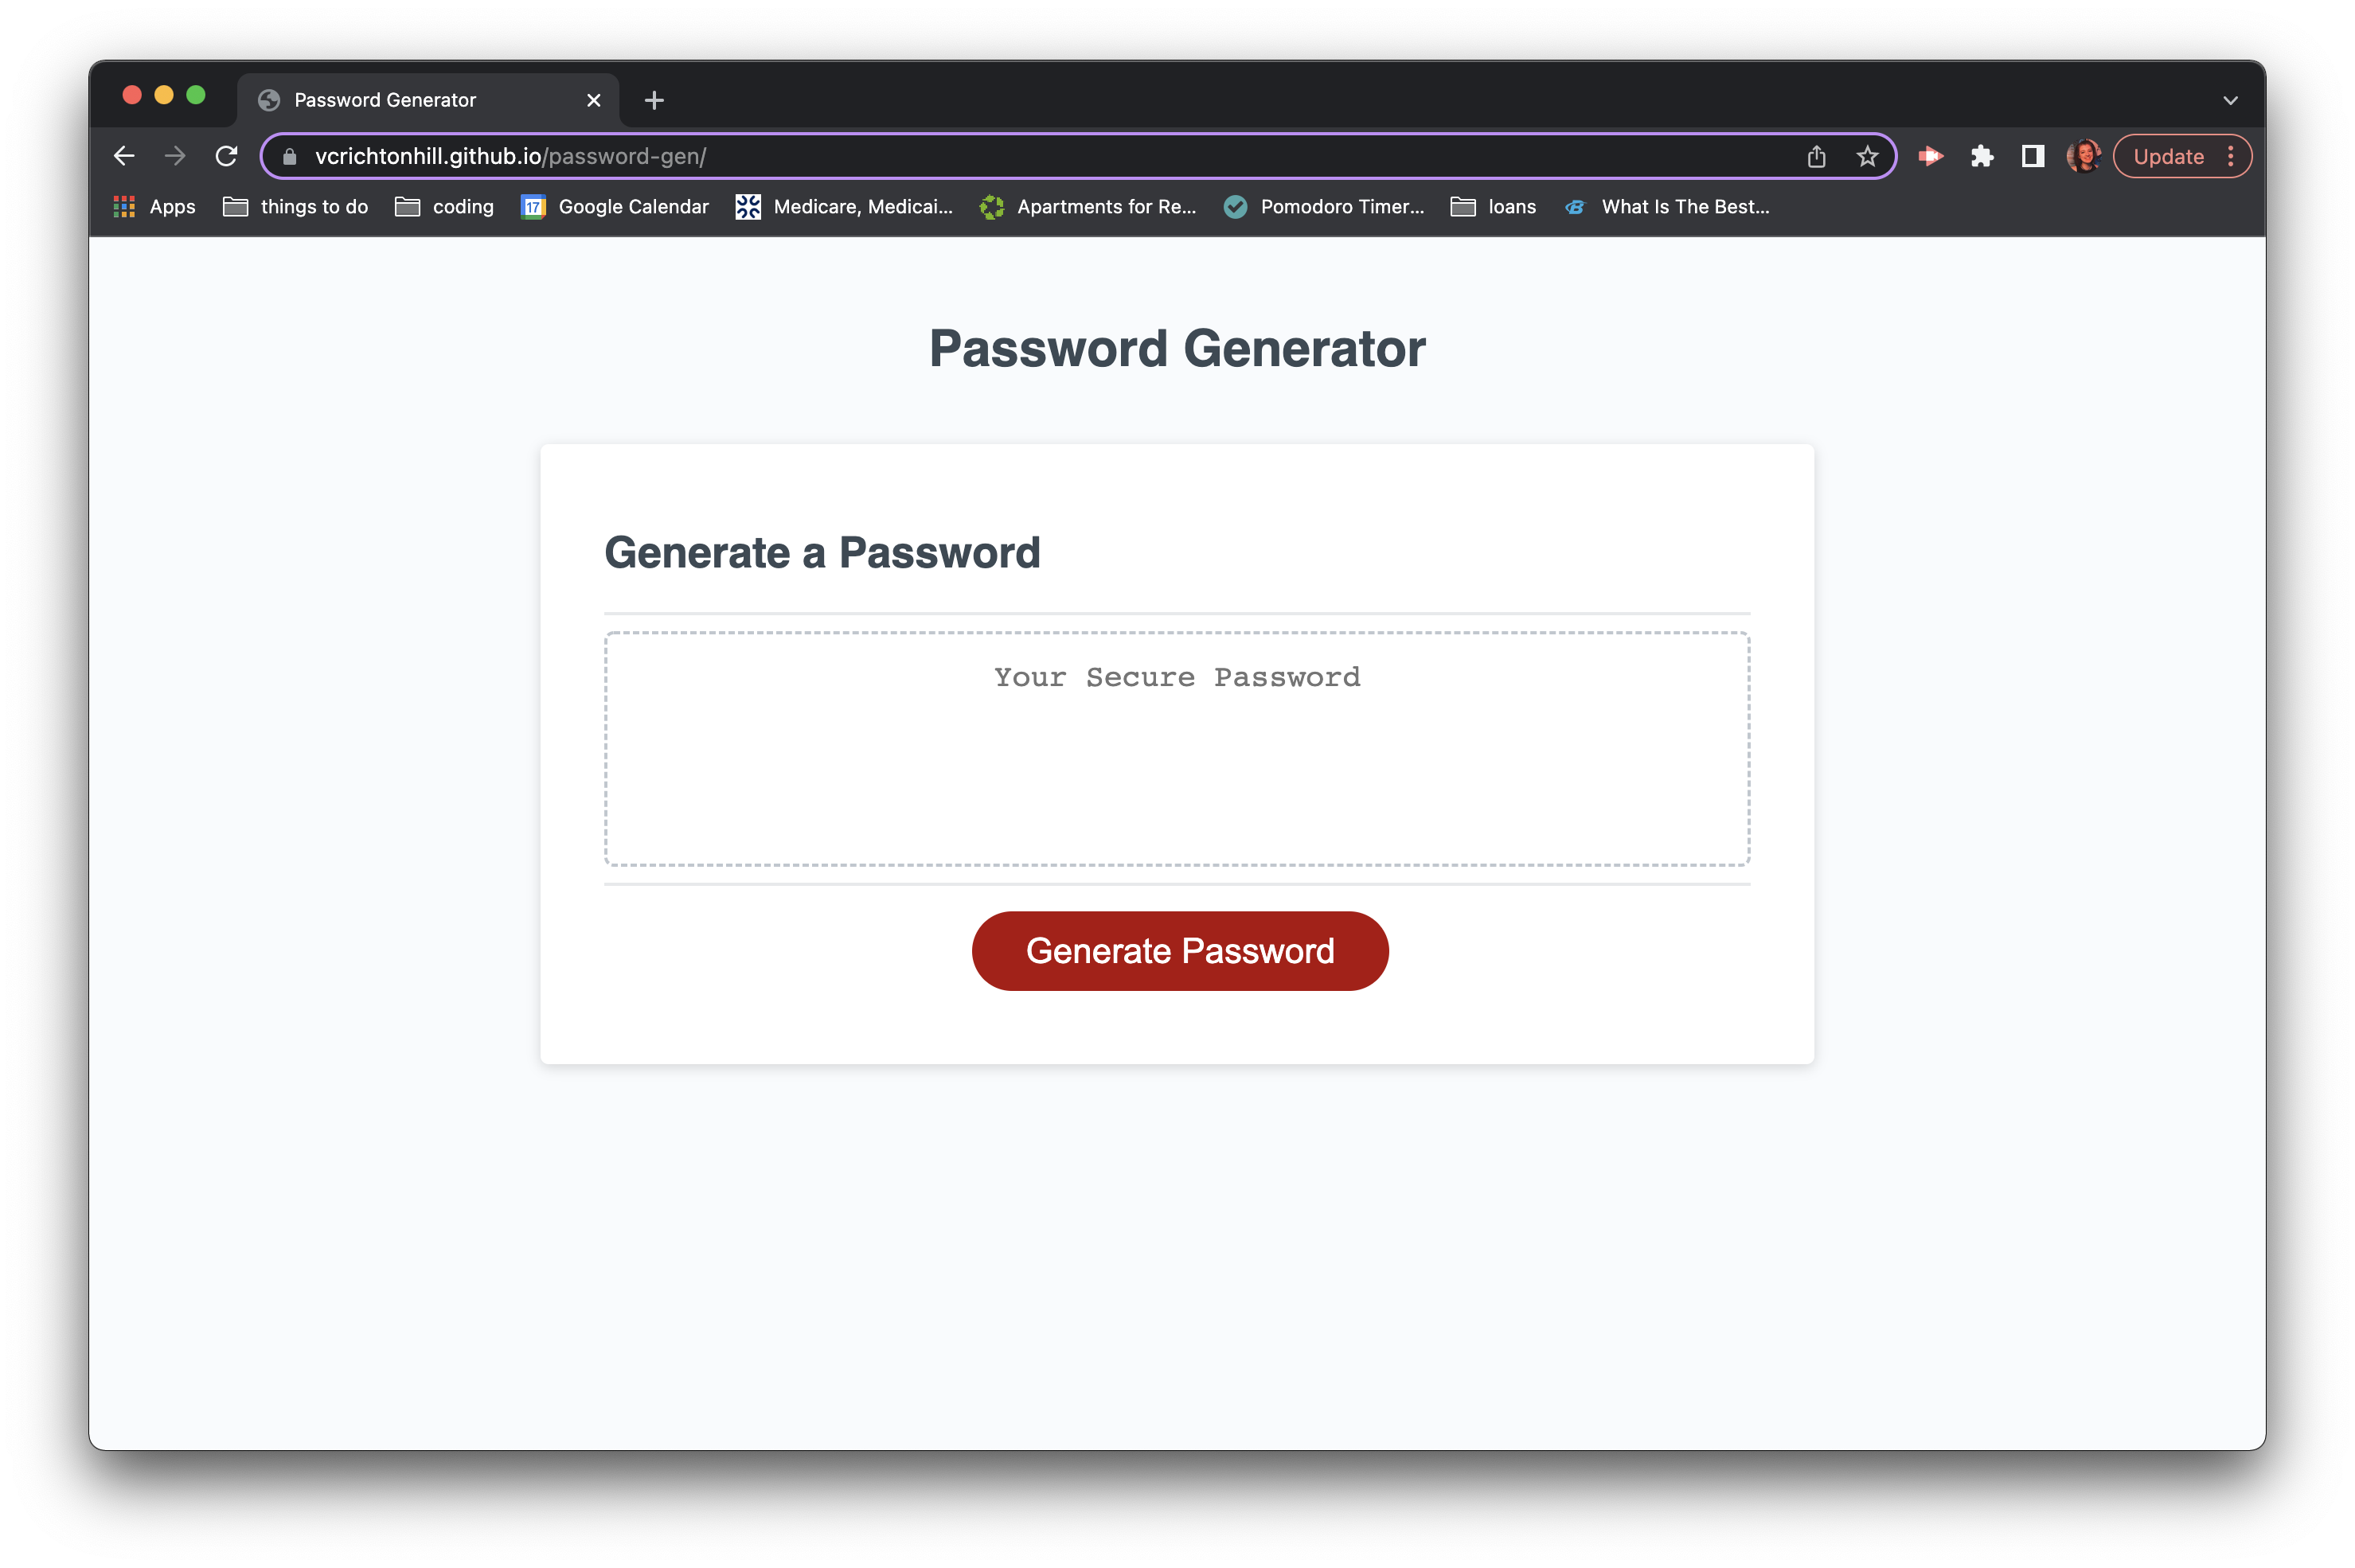 Password Generator
vcrichtonhill.github.io/password-gen/
Update
Apps things to do coding 17 Google Calendar Medicare, Medicai... Apartments for Re... Pomodoro Timer... loans B What Is The Best...
Password Generator
Generate a Password
Your Secure Password
Generate Password